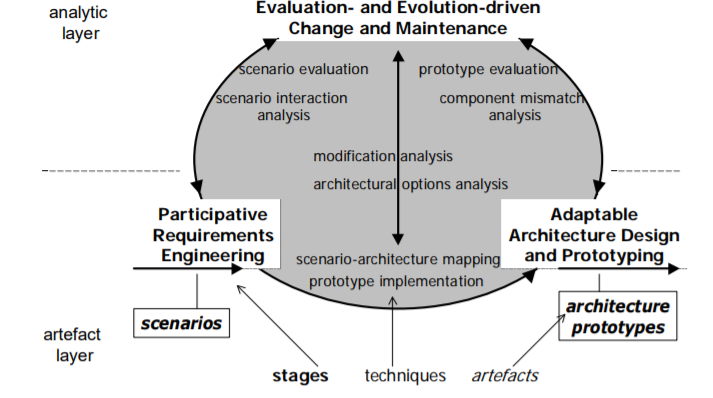 analytic
layer
Evaluation- and Evolution-driven
Change and Maintenance
scenario evaluation
prototype evaluation
scenario interaction
analysis
component mismatch
analysis
modification analysis
architectural options analysis
Participative
Requirements
Engineering
Adaptable
Architecture Design
and Prototyping
scenario-architecture mapping
prototype implementation
scenarios
architecture
prototypes
artefact
layer
stages
techniques
artefacts